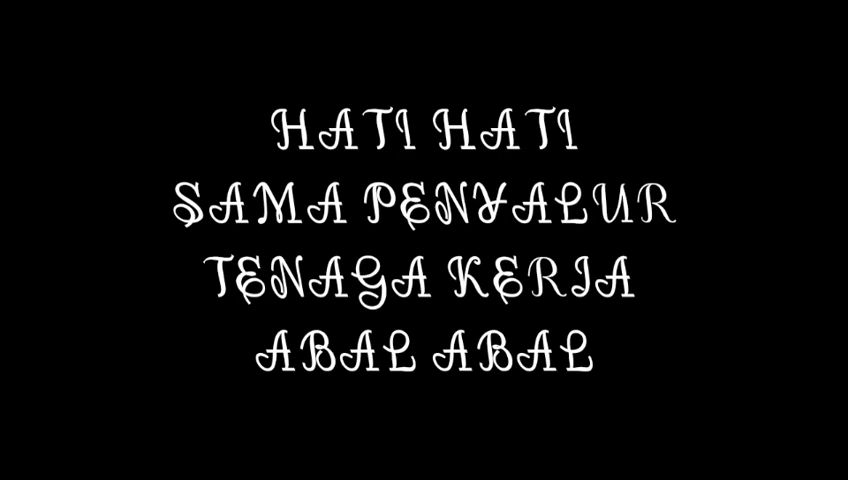 HATI HATI
SAMA PENYALUR
TENAGA KERJA
ABAL ABAL